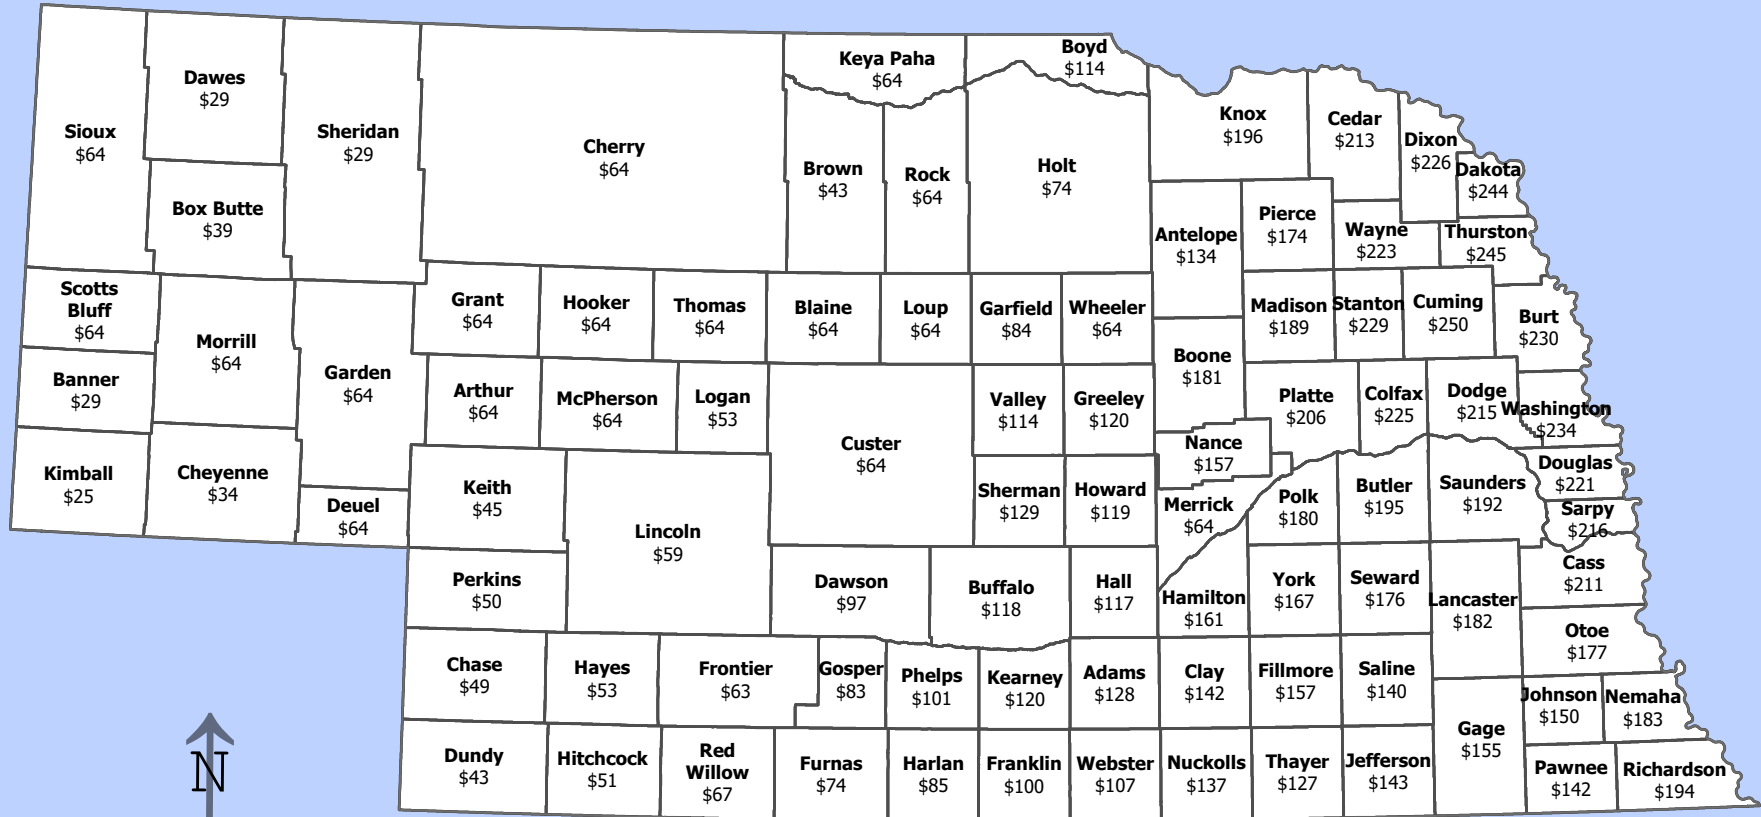 Sioux
$64
Dawes
$29
Box Butte
$39
Sheridan
$29
Cherry
$64
Keya Paha
$64
Boyd
$114
Brown
$43
Rock
$64
Holt
$74
Knox
$196
Cedar
$213
Dixon
$226
Dakota
$244
Antelope
$134
Pierce
$174
Wayne
$223
Thurston
$245
Scotts
Bluff
$64
Morrill
$64
Garden
$64
Banner
$29
Kimball
$25
Cheyenne
$34
Deuel
$64
Grant
$64
Hooker
$64
Thomas
$64
Blaine
$64
Loup
$64
Garfield
$84
Wheeler
$64
Madison
$189
Stanton
$229
Cuming
$250
Burt
$230
Boone
$181
Arthur
$64
McPherson
$64
Logan
$53
Custer
$64
Valley
$114
Greeley
$120
Platte
$206
Colfax
$225
Dodge
$215
Washington
$234
Nance
$157
Keith
$45
Lincoln
$59
Sherman
$129
Howard
$119
Merrick
$64
Polk
$180
Butler
$195
Saunders
$192
Douglas
$221
Sarpy
$216
Perkins
$50
Dawson
$97
Buffalo
$118
Hall
$117
Hamilton
$161
York
$167
Seward
$176
Lancaster
$182
Cass
$211
Otoe
$177
Chase
$49
Hayes
$53
Frontier
$63
Gosper
$83
Phelps
$101
Kearney
$120
Adams
$128
Clay
$142
Fillmore
$157
Saline
$140
Johnson
$150
Nemaha
$183
Gage
$155
Dundy
$43
Hitchcock
$51
Red
Willow
$67
Furnas
$74
Harlan
$85
Franklin
$100
Webster
$107
Nuckolls
$137
Thayer
$127
Jefferson
$143
Pawnee
$142
Richardson
$194
N